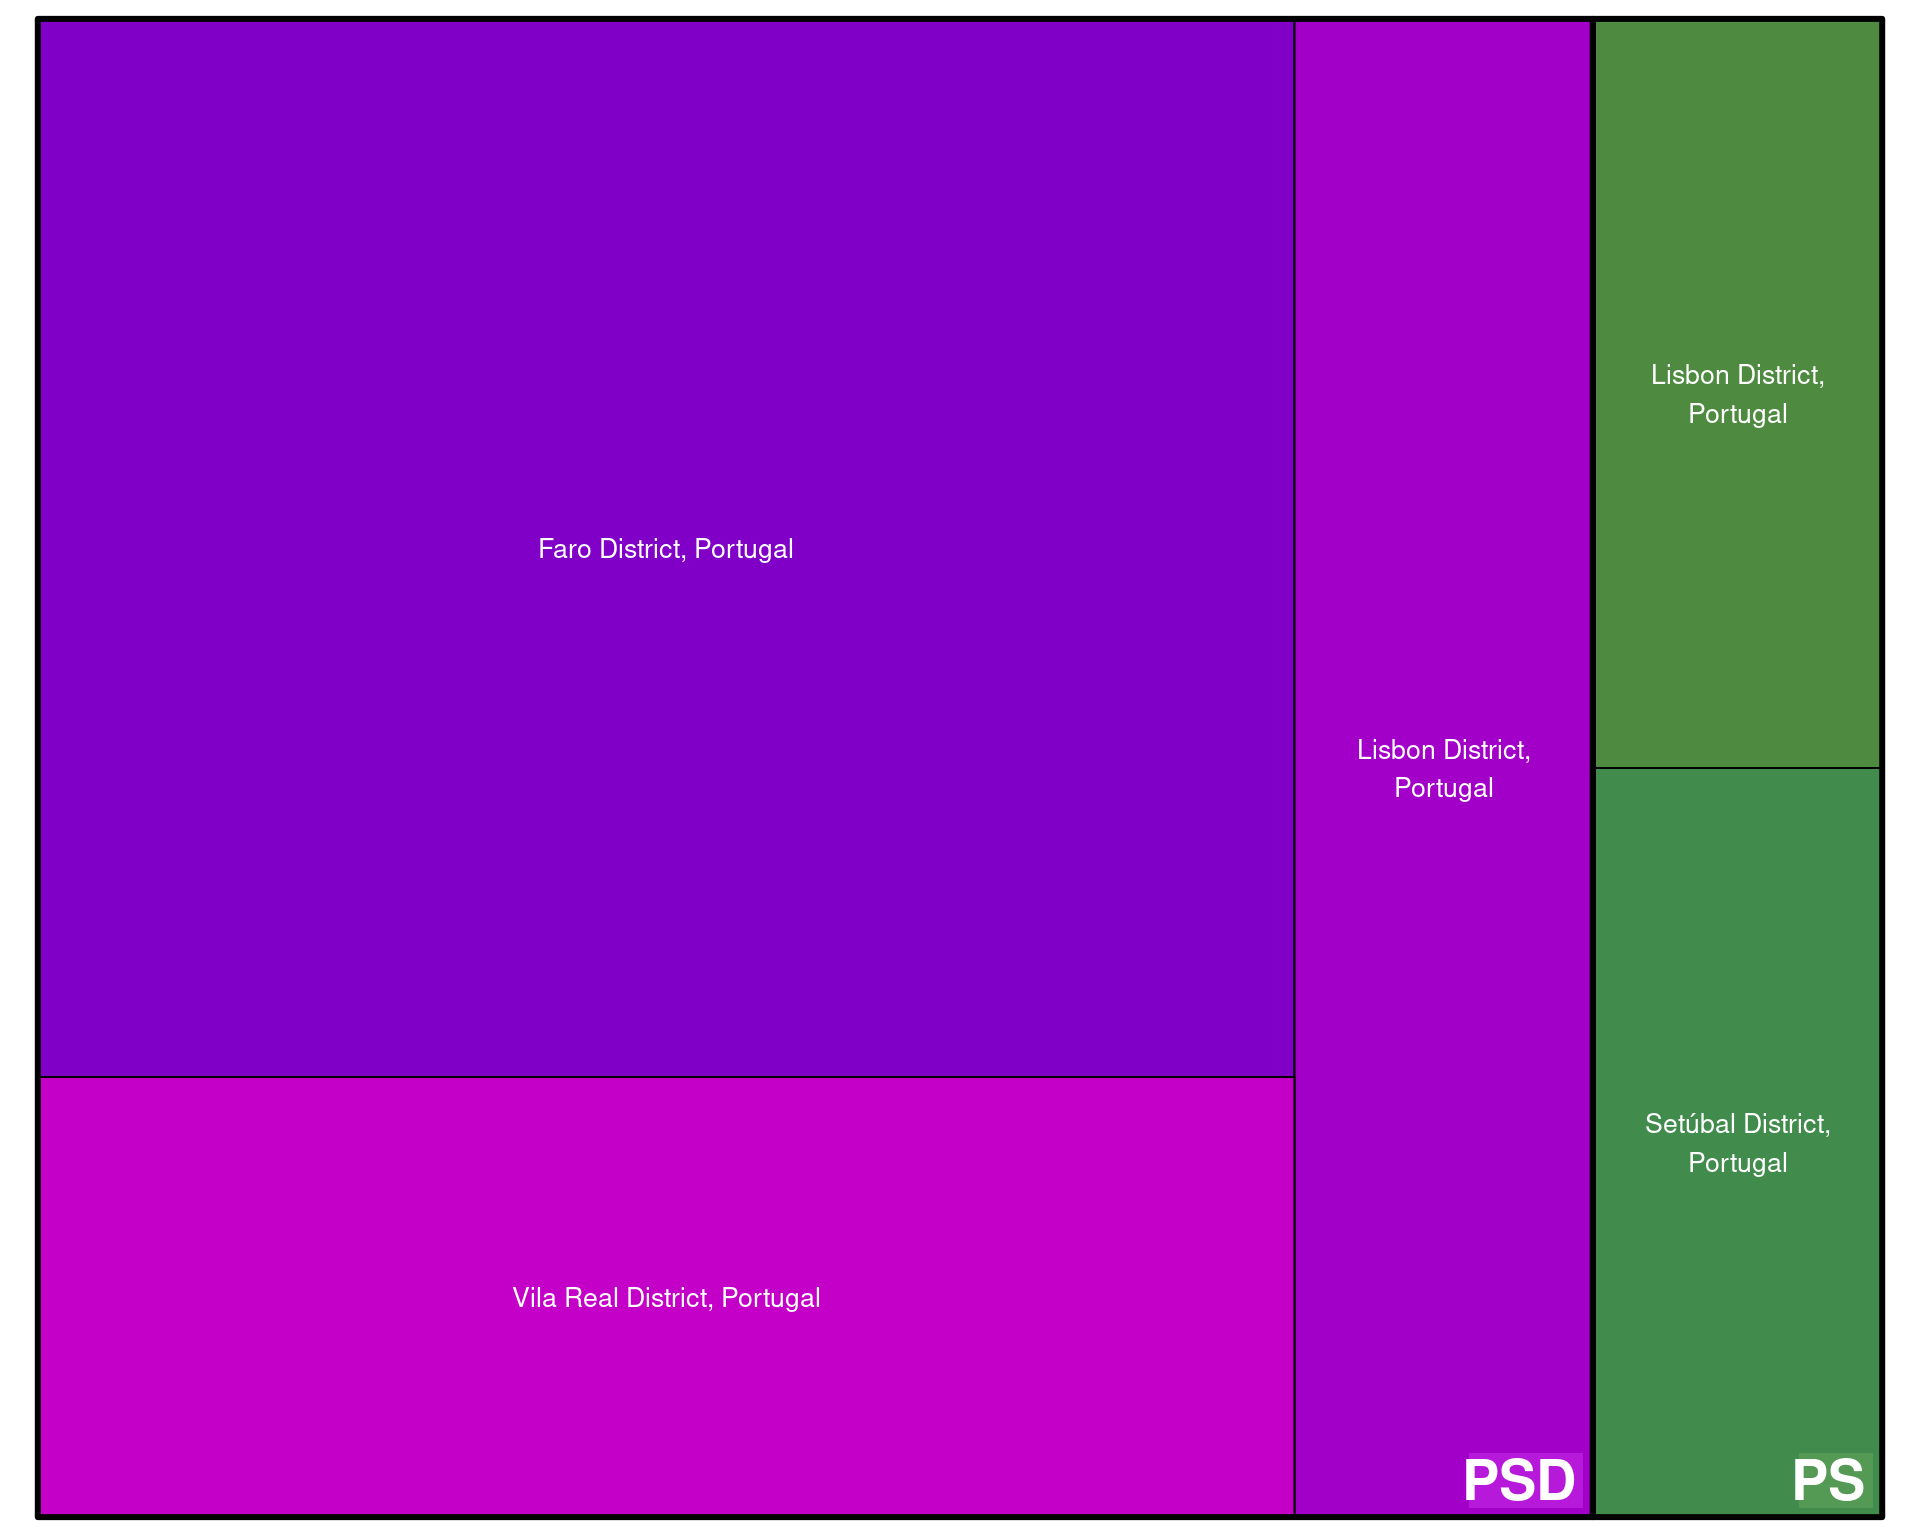 Faro District, Portugal
Vila Real District, Portugal
Lisbon District,
Portugal
PSD
Lisbon District,
Portugal
Setúbal District,
Portugal
PS